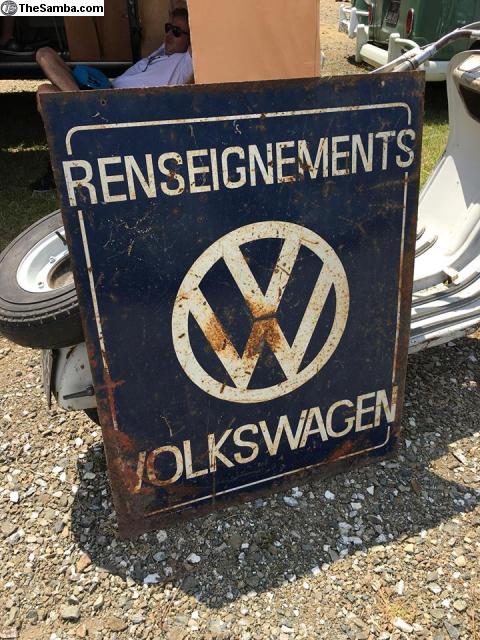 TheSamba.com
RENSEIGNEMENTS
VW
VOLKSWAGEN